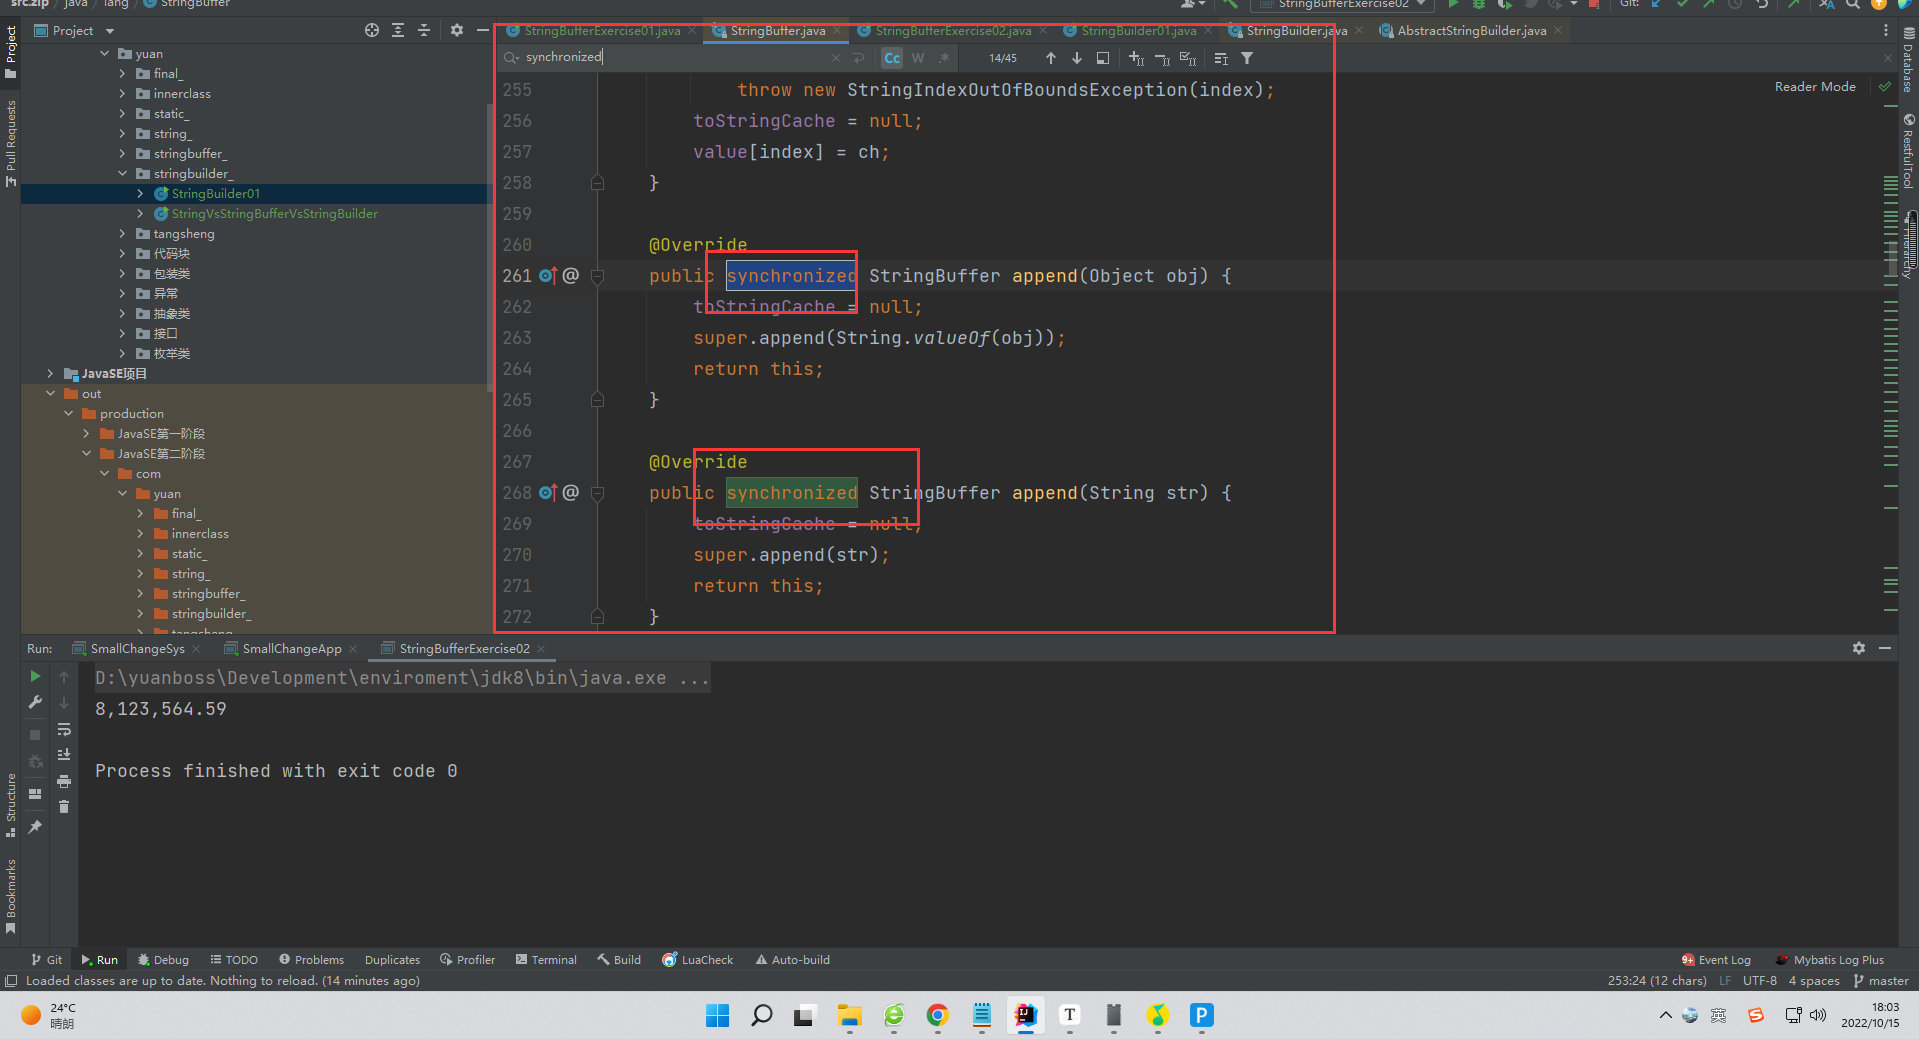 src.zip / java / lang / StringBuffer
StringBufferExercise02
Git:
Project
StringBufferExercise01.java
StringBuffer.java
StringBufferExercise02.java
StringBuilder01.java
StringBuilder.java
AbstractStringBuilder.java
synchronized
Cc
W
.*
14/45
Reader Mode
Project
Pull Requests
Structure
Bookmarks
Database
RestfulTool
Hierarchy
yuan
final_
innerclass
static_
string_
stringbuffer_
stringbuilder_
StringBuilder01
StringVsStringBufferVsStringBuilder
tangsheng
代码块
包装类
异常
抽象类
接口
枚举类
JavaSE项目
out
production
JavaSE第一阶段
JavaSE第二阶段
com
yuan
final_
innerclass
static_
string_
stringbuffer_
stringbuilder_
tangsheng
255 throw new StringIndexOutOfBoundsException(index);
256 toStringCache = null;
257 value[index] = ch;
258 }
259
260 @Override
261 @ public synchronized StringBuffer append(Object obj) {
262 toStringCache = null;
263 super.append(String.valueOf(obj));
264 return this;
265 }
266
267 @Override
268 @ public synchronized StringBuffer append(String str) {
269 toStringCache = null;
270 super.append(str);
271 return this;
272 }
Run:
SmallChangeSys
SmallChangeApp
StringBufferExercise02
D:\yuanboss\Development\enviroment\jdk8\bin\java.exe ...
8,123,564.59
Process finished with exit code 0
Git
Run
Debug
TODO
Problems
Duplicates
Profiler
Terminal
Build
LuaCheck
Auto-build
9+ Event Log
Mybatis Log Plus
Loaded classes are up to date. Nothing to reload. (14 minutes ago)
253:24 (12 chars)
LF
UTF-8
4 spaces
master
24°C
晴朗
英
18:03
2022/10/15